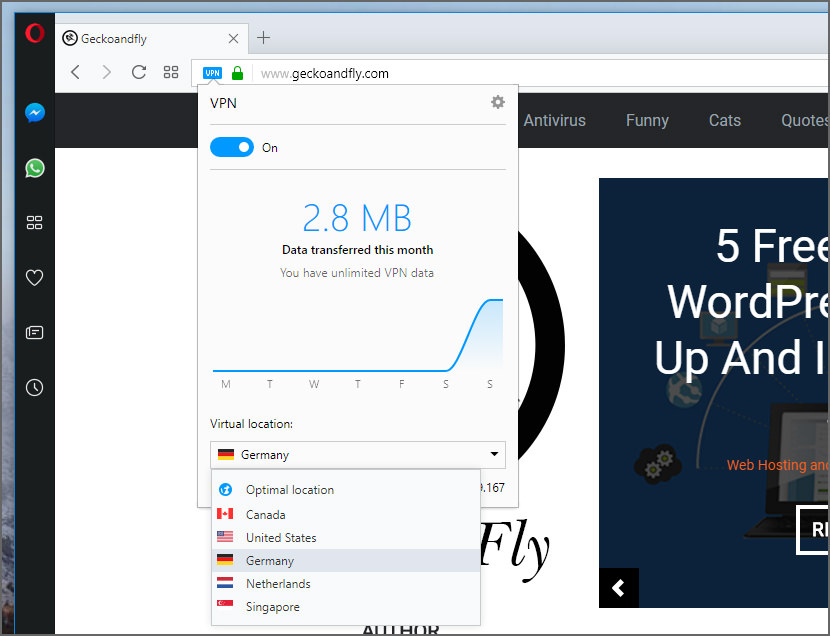 Geckoandfly
VPN
www.geckoandfly.com
VPN
Antivirus
Funny
Cats
Quotes
On
2.8 MB
Data transferred this month
You have unlimited VPN data
M T W T F S S
Virtual location:
Germany
9.167
Optimal location
Canada
United States
Germany
Netherlands
Singapore
Fly
AUTHOR
5 Free
WordPre
Up And I
Web Hosting and